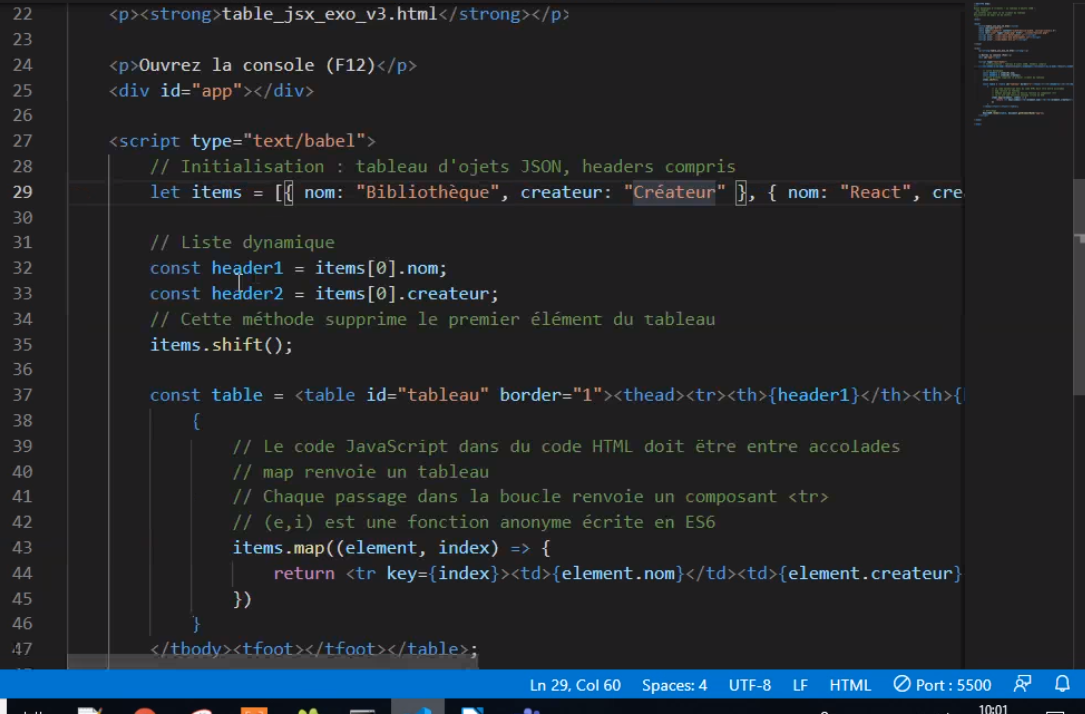 22 <p><strong>table_jsx_exo_v3.html</strong></p>
23
24 <p>Ouvrez la console (F12)</p>
25 <div id="app"></div>
26
27 <script type="text/babel">
28 // Initialisation : tableau d'ojets JSON, headers compris
29 let items = [{ nom: "Bibliothèque", createur: "Créateur" }, { nom: "React", cre
30
31 // Liste dynamique
32 const header1 = items[0].nom;
33 const header2 = items[0].createur;
34 // Cette méthode supprime le premier élément du tableau
35 items.shift();
36
37 const table = <table id="tableau" border="1"><thead><tr><th>{header1}</th><th>{
38 {
39 // Le code JavaScript dans du code HTML doit ëtre entre accolades
40 // map renvoie un tableau
41 // Chaque passage dans la boucle renvoie un composant <tr>
42 // (e,i) est une fonction anonyme écrite en ES6
43 items.map((element, index) => {
44 return <tr key={index}><td>{element.nom}</td><td>{element.createur}
45 })
46 }
47 </tbody><tfoot></tfoot></table>;
Ln 29, Col 60 Spaces: 4 UTF-8 LF HTML Port : 5500
10:01